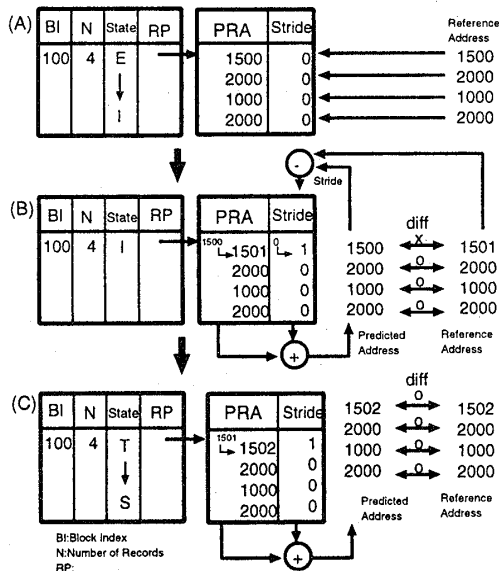 (A)
BI N State RP
100 4 E
I
PRA Stride
1500 0
2000 0
1000 0
2000 0
Reference
Address
1500
2000
1000
2000
-
Stride
(B)
BI N State RP
100 4 I
PRA Stride
1500 0
1501 1
2000 0
1000 0
2000 0
+
diff
1500 X 1501
2000 O 2000
1000 O 1000
2000 O 2000
Predicted
Address
Reference
Address
(C)
BI N State RP
100 4 T
S
PRA Stride
1501
1502 1
2000 0
1000 0
2000 0
+
diff
1502 O 1502
2000 O 2000
1000 O 1000
2000 O 2000
Predicted
Address
Reference
Address
BI:Block Index
N:Number of Records
RP: